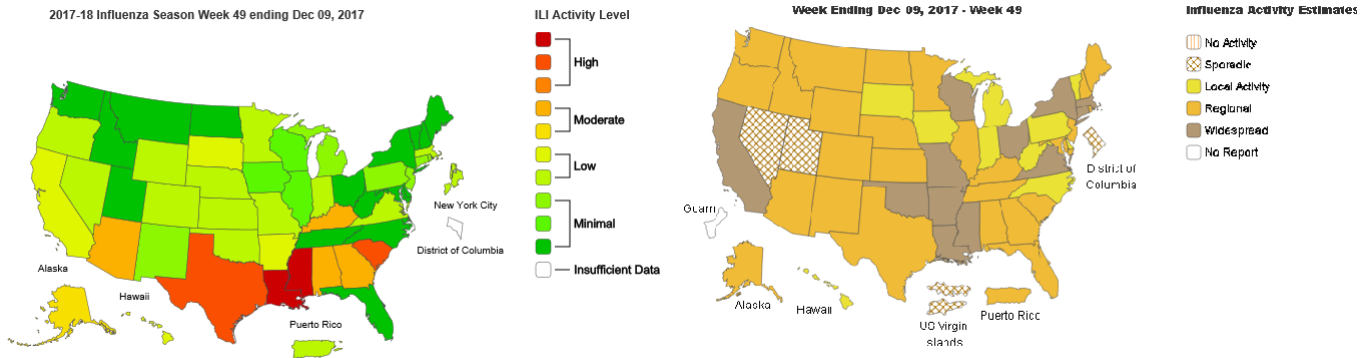 2017-18 Influenza Season Week 49 ending Dec 09, 2017
ILI Activity Level
High
Moderate
Low
Minimal
Insufficient Data
New York City
District of Columbia
Alaska
Hawaii
Puerto Rico
Week Ending Dec 09, 2017 - Week 49
Influenza Activity Estimates
No Activity
Sporadic
Local Activity
Regional
Widespread
No Report
District of
Columbia
Guam
Alaska
Hawaii
US Virgin
Islands
Puerto Rico